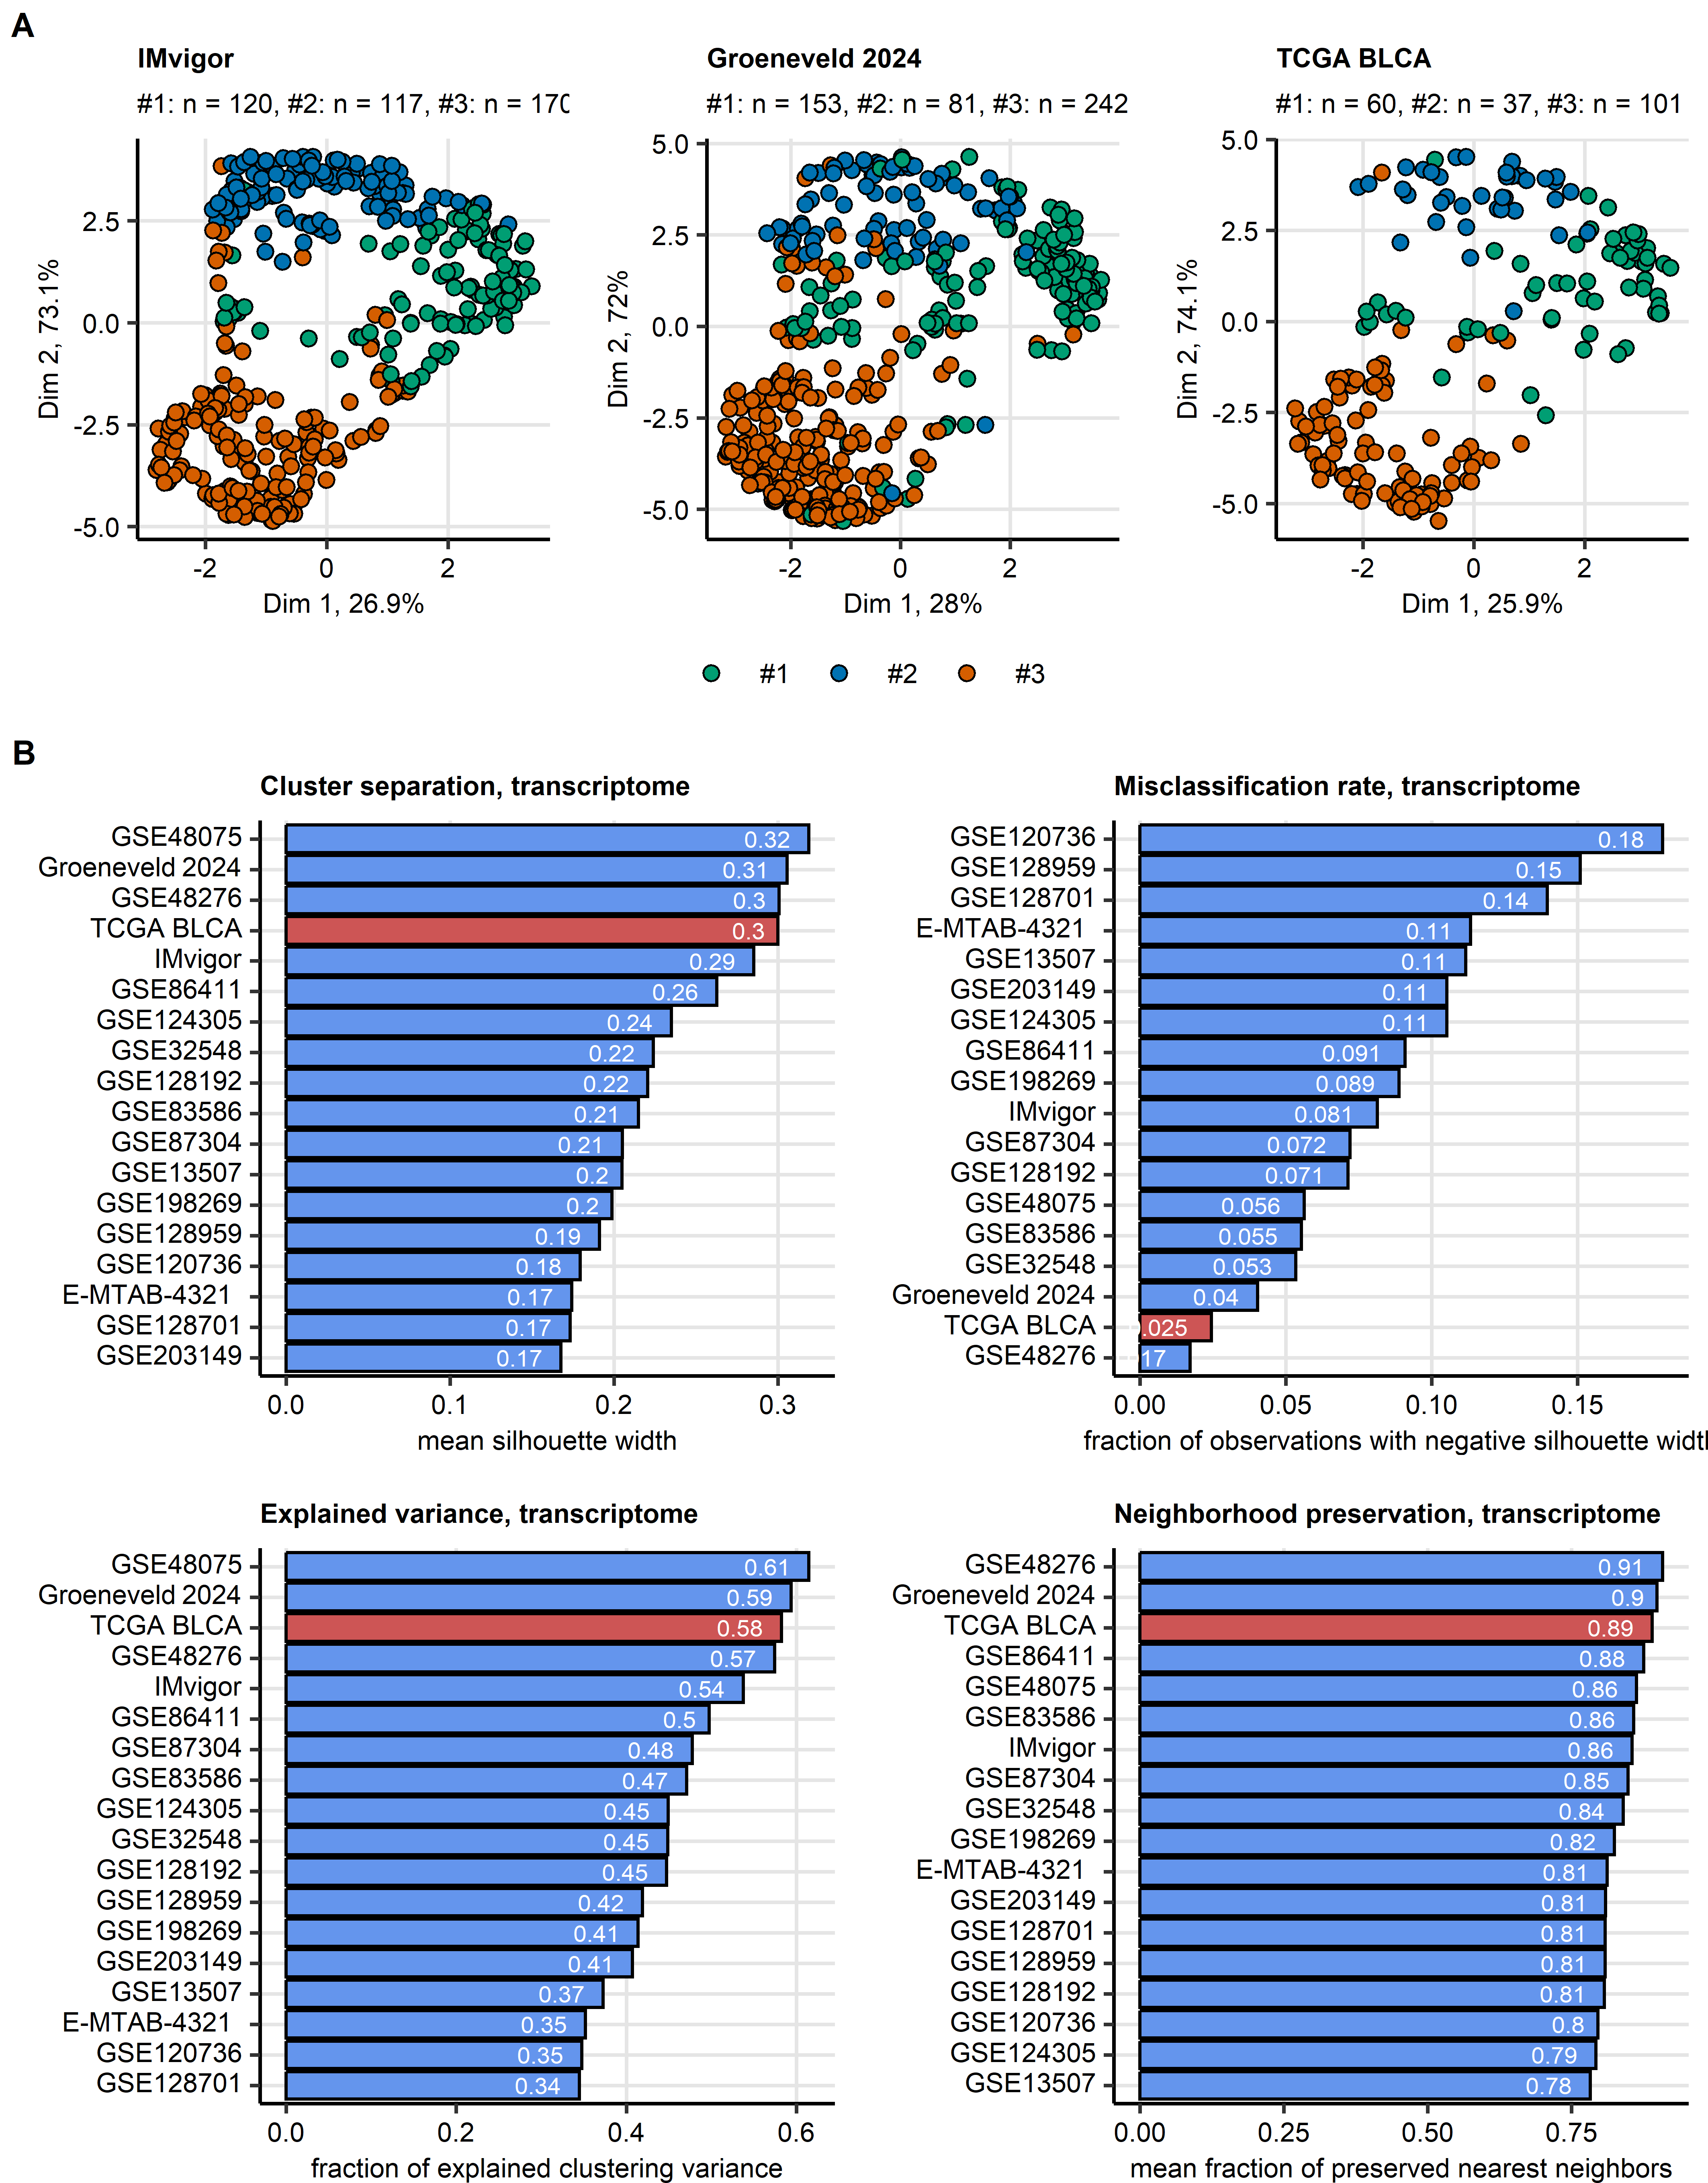 A
IMvigor
#1: n = 120, #2: n = 117, #3: n = 170
5.0
2.5
0.0
-2.5
-5.0
Dim 2, 73.1%
-2 0 2
Dim 1, 26.9%
Groeneveld 2024
#1: n = 153, #2: n = 81, #3: n = 242
5.0
2.5
0.0
-2.5
-5.0
Dim 2, 72%
-2 0 2
Dim 1, 28%
TCGA BLCA
#1: n = 60, #2: n = 37, #3: n = 101
5.0
2.5
0.0
-2.5
-5.0
Dim 2, 74.1%
-2 0 2
Dim 1, 25.9%
#1 #2 #3
B
Cluster separation, transcriptome
GSE48075 0.32
Groeneveld 2024 0.31
GSE48276 0.3
TCGA BLCA 0.3
IMvigor 0.29
GSE86411 0.26
GSE124305 0.24
GSE32548 0.22
GSE128192 0.22
GSE83586 0.21
GSE87304 0.21
GSE13507 0.2
GSE198269 0.2
GSE128959 0.19
GSE120736 0.18
E-MTAB-4321 0.17
GSE128701 0.17
GSE203149 0.17
0.0 0.1 0.2 0.3
mean silhouette width
Misclassification rate, transcriptome
GSE120736 0.18
GSE128959 0.15
GSE128701 0.14
E-MTAB-4321 0.11
GSE13507 0.11
GSE203149 0.11
GSE124305 0.11
GSE86411 0.091
GSE198269 0.089
IMvigor 0.081
GSE87304 0.072
GSE128192 0.071
GSE48075 0.056
GSE83586 0.055
GSE32548 0.053
Groeneveld 2024 0.04
TCGA BLCA .025
GSE48276 17
0.00 0.05 0.10 0.15
fraction of observations with negative silhouette width
Explained variance, transcriptome
GSE48075 0.61
Groeneveld 2024 0.59
TCGA BLCA 0.58
GSE48276 0.57
IMvigor 0.54
GSE86411 0.5
GSE87304 0.48
GSE83586 0.47
GSE124305 0.45
GSE32548 0.45
GSE128192 0.45
GSE128959 0.42
GSE198269 0.41
GSE203149 0.41
GSE13507 0.37
E-MTAB-4321 0.35
GSE120736 0.35
GSE128701 0.34
0.0 0.2 0.4 0.6
fraction of explained clustering variance
Neighborhood preservation, transcriptome
GSE48276 0.91
Groeneveld 2024 0.9
TCGA BLCA 0.89
GSE86411 0.88
GSE48075 0.86
GSE83586 0.86
IMvigor 0.86
GSE87304 0.85
GSE32548 0.84
GSE198269 0.82
E-MTAB-4321 0.81
GSE203149 0.81
GSE128701 0.81
GSE128959 0.81
GSE128192 0.81
GSE120736 0.8
GSE124305 0.79
GSE13507 0.78
0.00 0.25 0.50 0.75
mean fraction of preserved nearest neighbors